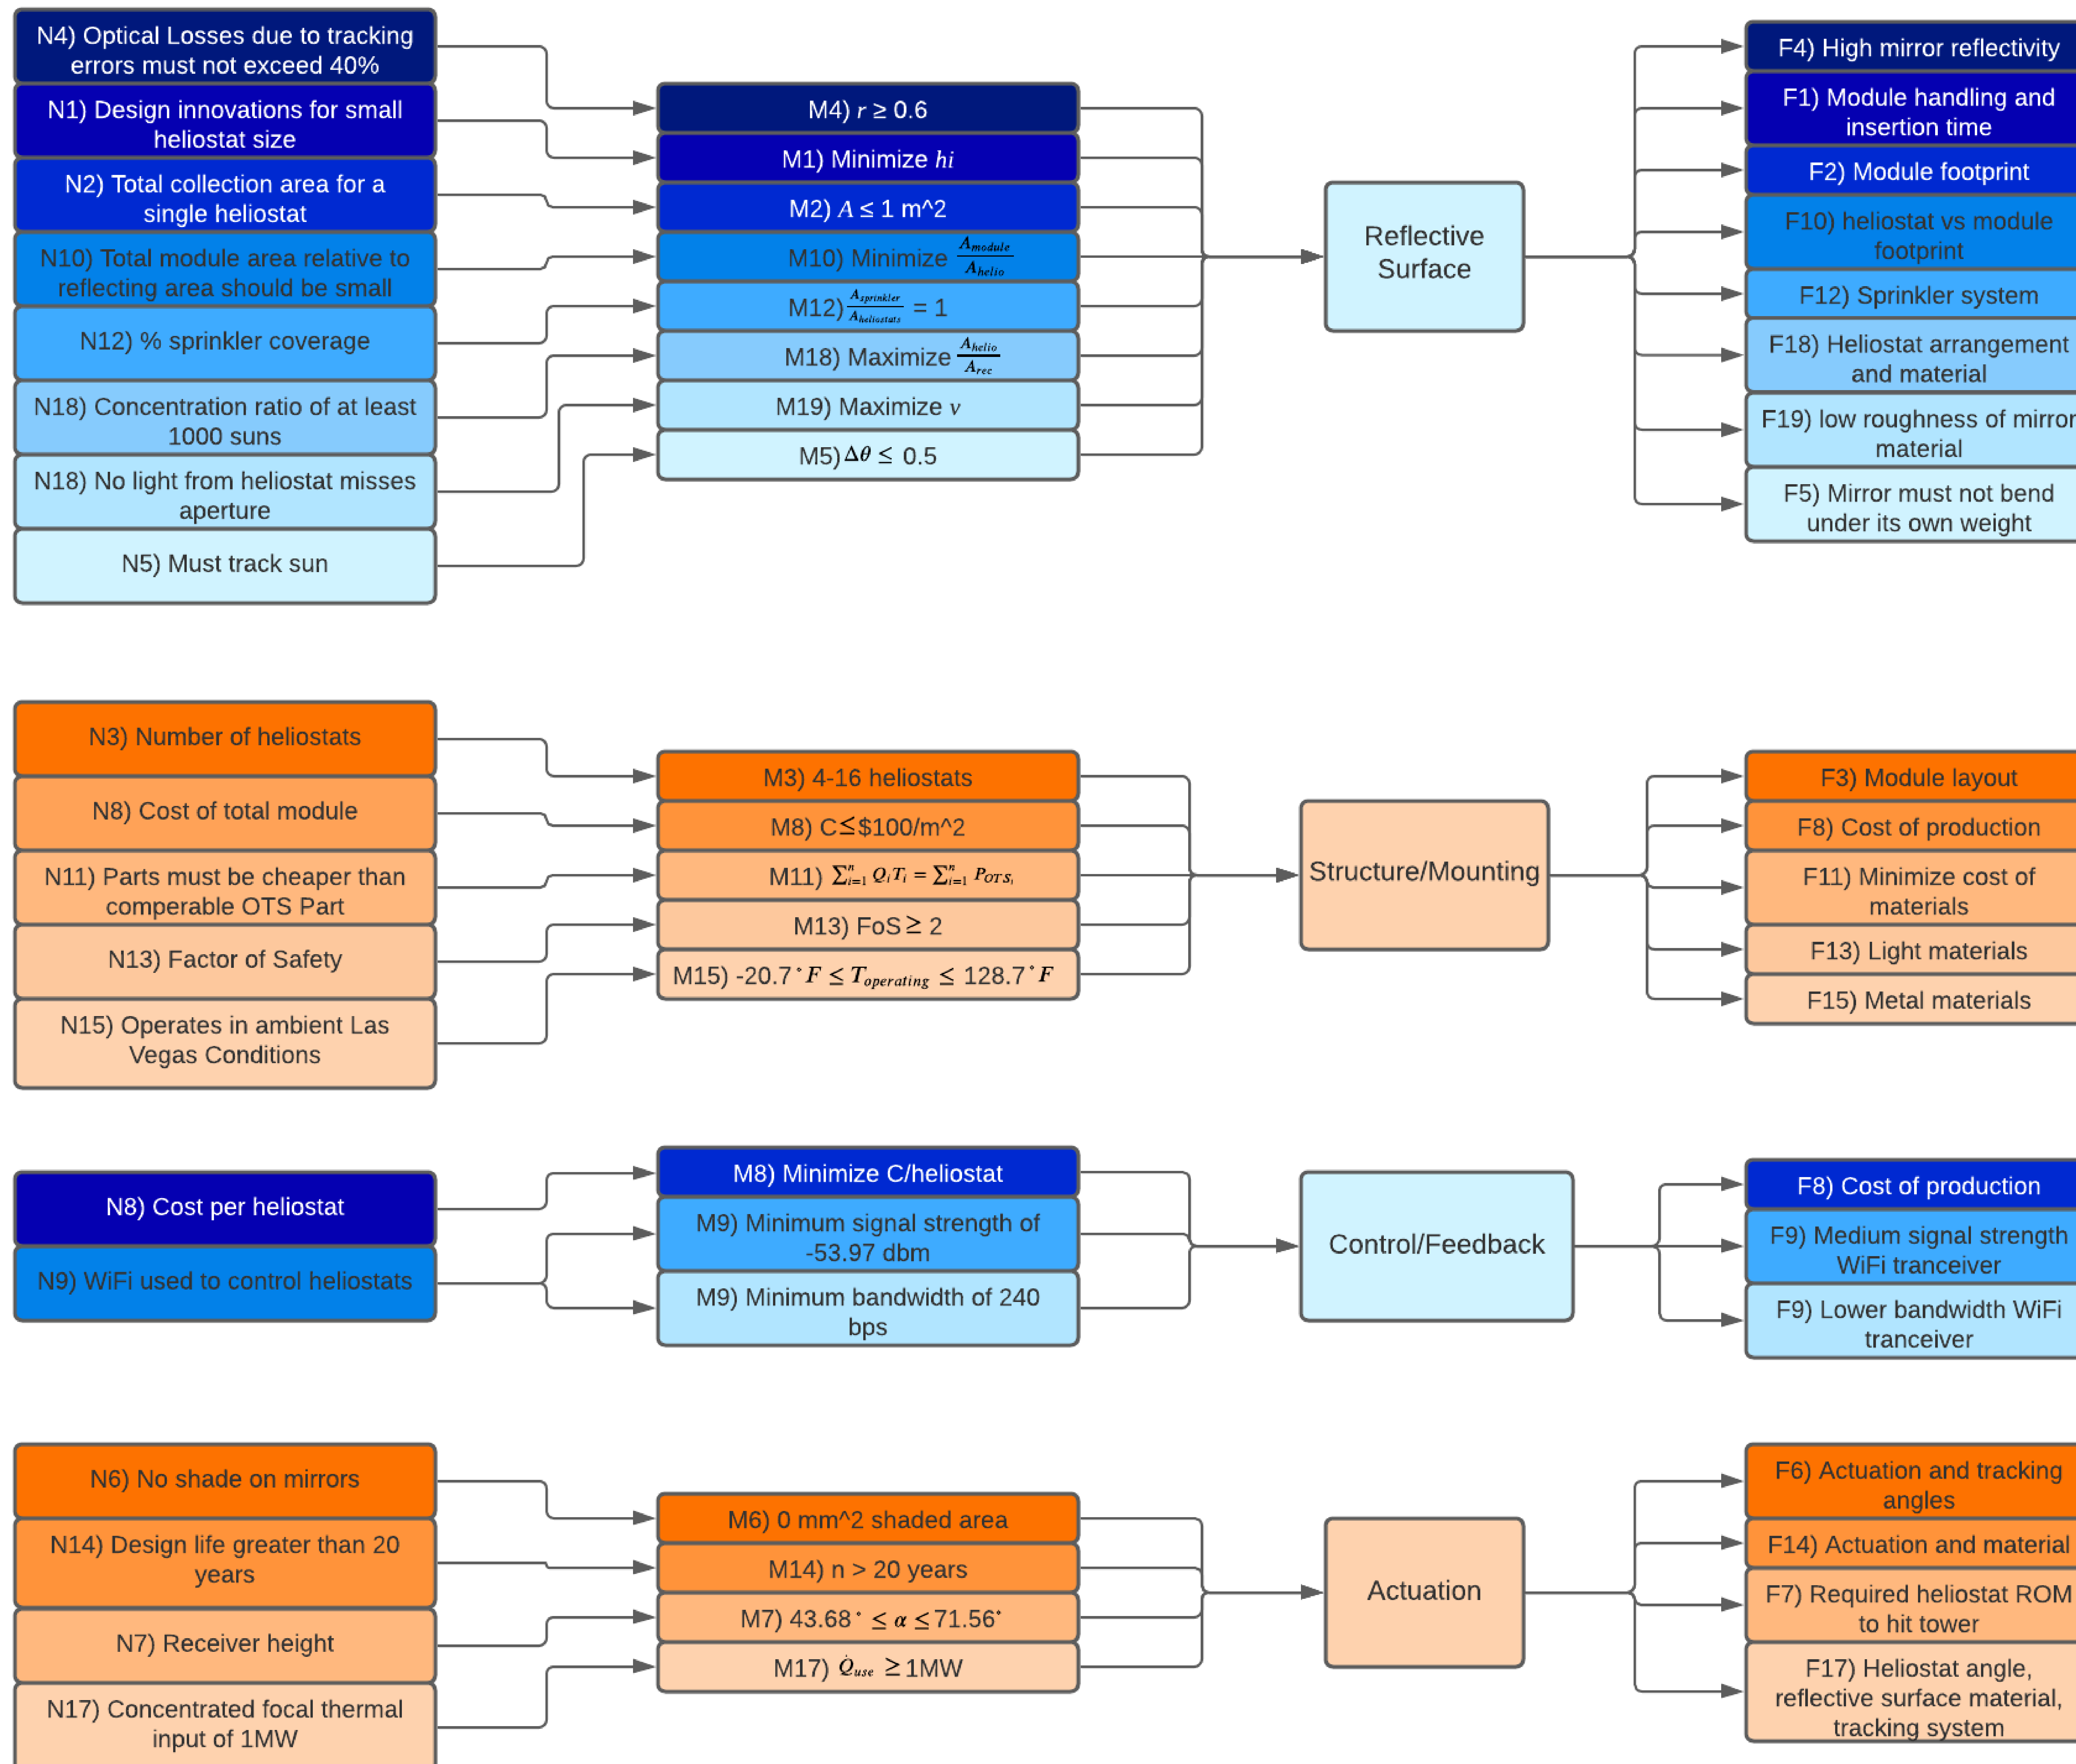 N4) Optical Losses due to tracking
errors must not exceed 40%
N1) Design innovations for small
heliostat size
N2) Total collection area for a
single heliostat
N10) Total module area relative to
reflecting area should be small
N12) % sprinkler coverage
N18) Concentration ratio of at least
1000 suns
N18) No light from heliostat misses
aperture
N5) Must track sun
M4) r ≥ 0.6
M1) Minimize hi
M2) A ≤ 1 m^2
M10) Minimize A_module/A_helio
M12) A_sprinkler/A_heliostats = 1
M18) Maximize A_helio/A_rec
M19) Maximize v
M5) Δθ ≤ 0.5
Reflective
Surface
F4) High mirror reflectivity
F1) Module handling and
insertion time
F2) Module footprint
F10) heliostat vs module
footprint
F12) Sprinkler system
F18) Heliostat arrangement
and material
F19) low roughness of mirror
material
F5) Mirror must not bend
under its own weight
N3) Number of heliostats
N8) Cost of total module
N11) Parts must be cheaper than
comperable OTS Part
N13) Factor of Safety
N15) Operates in ambient Las
Vegas Conditions
M3) 4-16 heliostats
M8) C≤$100/m^2
M11) ∑_{i=1}^{n} Q_i T_i = ∑_{i=1}^{n} P_{OTS_i}
M13) FoS ≥ 2
M15) -20.7°F ≤ T_operating ≤ 128.7°F
Structure/Mounting
F3) Module layout
F8) Cost of production
F11) Minimize cost of
materials
F13) Light materials
F15) Metal materials
N8) Cost per heliostat
N9) WiFi used to control heliostats
M8) Minimize C/heliostat
M9) Minimum signal strength of
-53.97 dbm
M9) Minimum bandwidth of 240
bps
Control/Feedback
F8) Cost of production
F9) Medium signal strength
WiFi tranceiver
F9) Lower bandwidth WiFi
tranceiver
N6) No shade on mirrors
N14) Design life greater than 20
years
N7) Receiver height
N17) Concentrated focal thermal
input of 1MW
M6) 0 mm^2 shaded area
M14) n > 20 years
M7) 43.68° ≤ α ≤ 71.56°
M17) Q̇_use ≥ 1MW
Actuation
F6) Actuation and tracking
angles
F14) Actuation and material
F7) Required heliostat ROM
to hit tower
F17) Heliostat angle,
reflective surface material,
tracking system